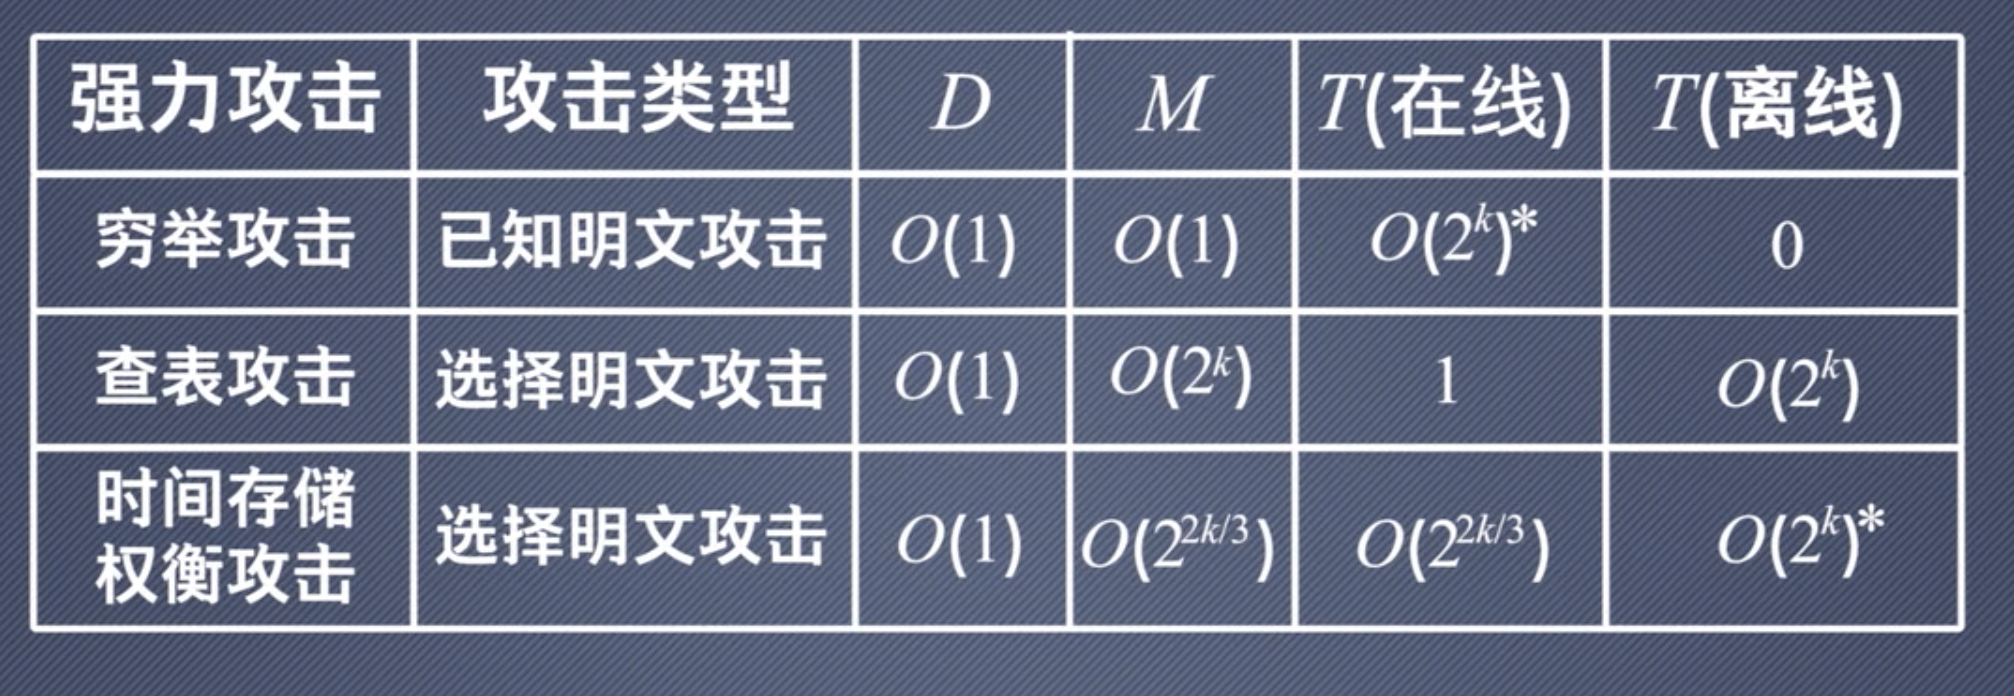 强力攻击 攻击类型 D M T(在线) T(离线)
穷举攻击 已知明文攻击 O(1) O(1) O(2^k)* 0
查表攻击 选择明文攻击 O(1) O(2^k) 1 O(2^k)
时间存储
权衡攻击 选择明文攻击 O(1) O(2^{2k/3}) O(2^{2k/3}) O(2^k)*